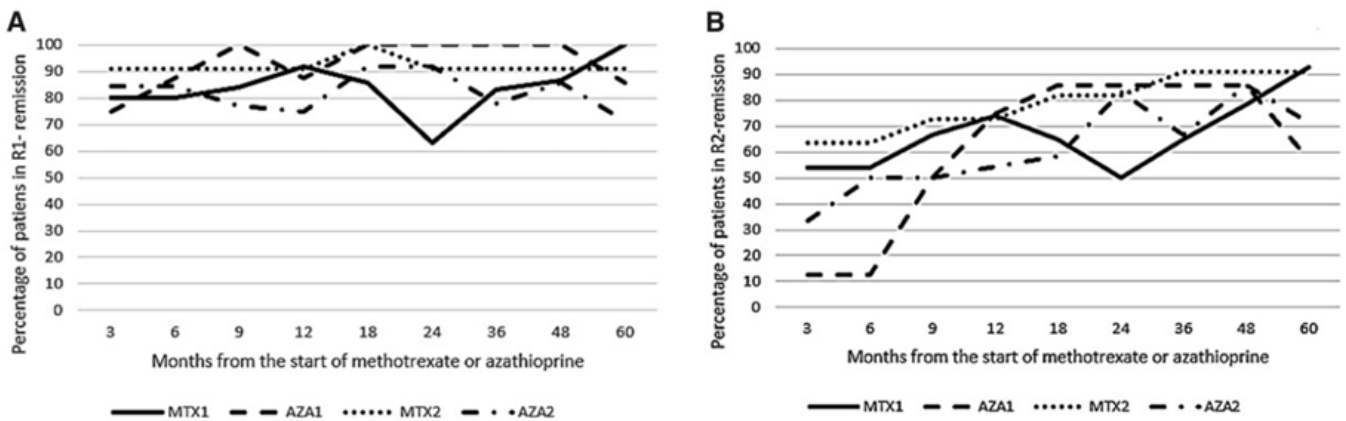 A
Percentage of patients in R1- remission
100
90
80
70
60
50
40
30
20
10
0
3 6 9 12 18 24 36 48 60
Months from the start of methotrexate or azathioprine
MTX1 AZA1 MTX2 AZA2
B
Percentage of patients in R2-remission
100
90
80
70
60
50
40
30
20
10
0
3 6 9 12 18 24 36 48 60
Months from the start of methotrexate or azathioprine
MTX1 AZA1 MTX2 AZA2